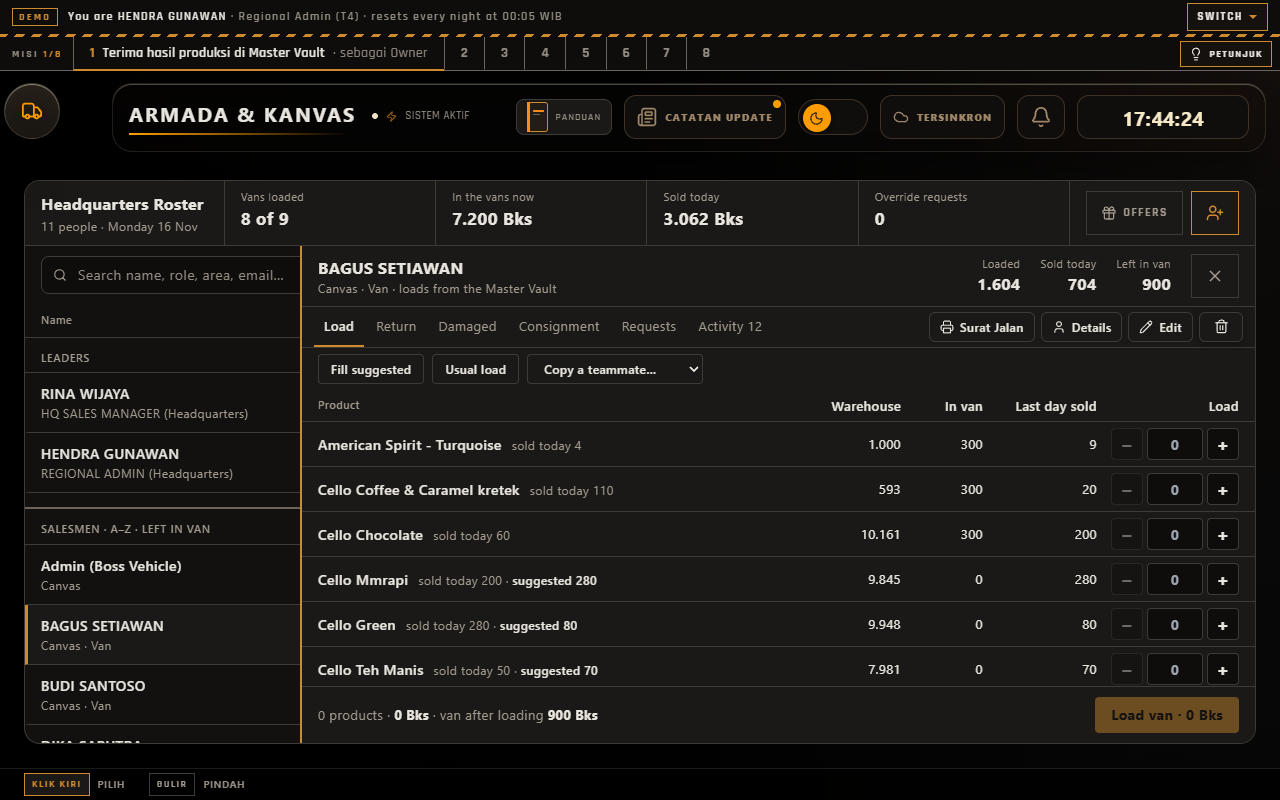 DEMO You are HENDRA GUNAWAN · Regional Admin (T4) · resets every night at 00:05 WIB SWITCH
MISI 1/8 1 Terima hasil produksi di Master Vault · sebagai Owner 2 3 4 5 6 7 8 PETUNJUK
ARMADA & KANVAS SISTEM AKTIF PANDUAN CATATAN UPDATE TERSINKRON 17:44:24
Headquarters Roster
11 people · Monday 16 Nov
Vans loaded
8 of 9
In the vans now
7.200 Bks
Sold today
3.062 Bks
Override requests
0
OFFERS
Search name, role, area, email...
Name
LEADERS
RINA WIJAYA
HQ SALES MANAGER (Headquarters)
HENDRA GUNAWAN
REGIONAL ADMIN (Headquarters)
SALESMEN · A–Z · LEFT IN VAN
Admin (Boss Vehicle)
Canvas
BAGUS SETIAWAN
Canvas · Van
BUDI SANTOSO
Canvas · Van
BAGUS SETIAWAN
Canvas · Van · loads from the Master Vault
Loaded
1.604
Sold today
704
Left in van
900
Load Return Damaged Consignment Requests Activity 12 Surat Jalan Details Edit
Fill suggested Usual load Copy a teammate...
Product Warehouse In van Last day sold Load
American Spirit - Turquoise sold today 4 1.000 300 9 − 0 +
Cello Coffee & Caramel kretek sold today 110 593 300 20 − 0 +
Cello Chocolate sold today 60 10.161 300 200 − 0 +
Cello Mmrapi sold today 200 · suggested 280 9.845 0 280 − 0 +
Cello Green sold today 280 · suggested 80 9.948 0 80 − 0 +
Cello Teh Manis sold today 50 · suggested 70 7.981 0 70 − 0 +
0 products · 0 Bks · van after loading 900 Bks Load van · 0 Bks
KLIK KIRI PILIH GULIR PINDAH